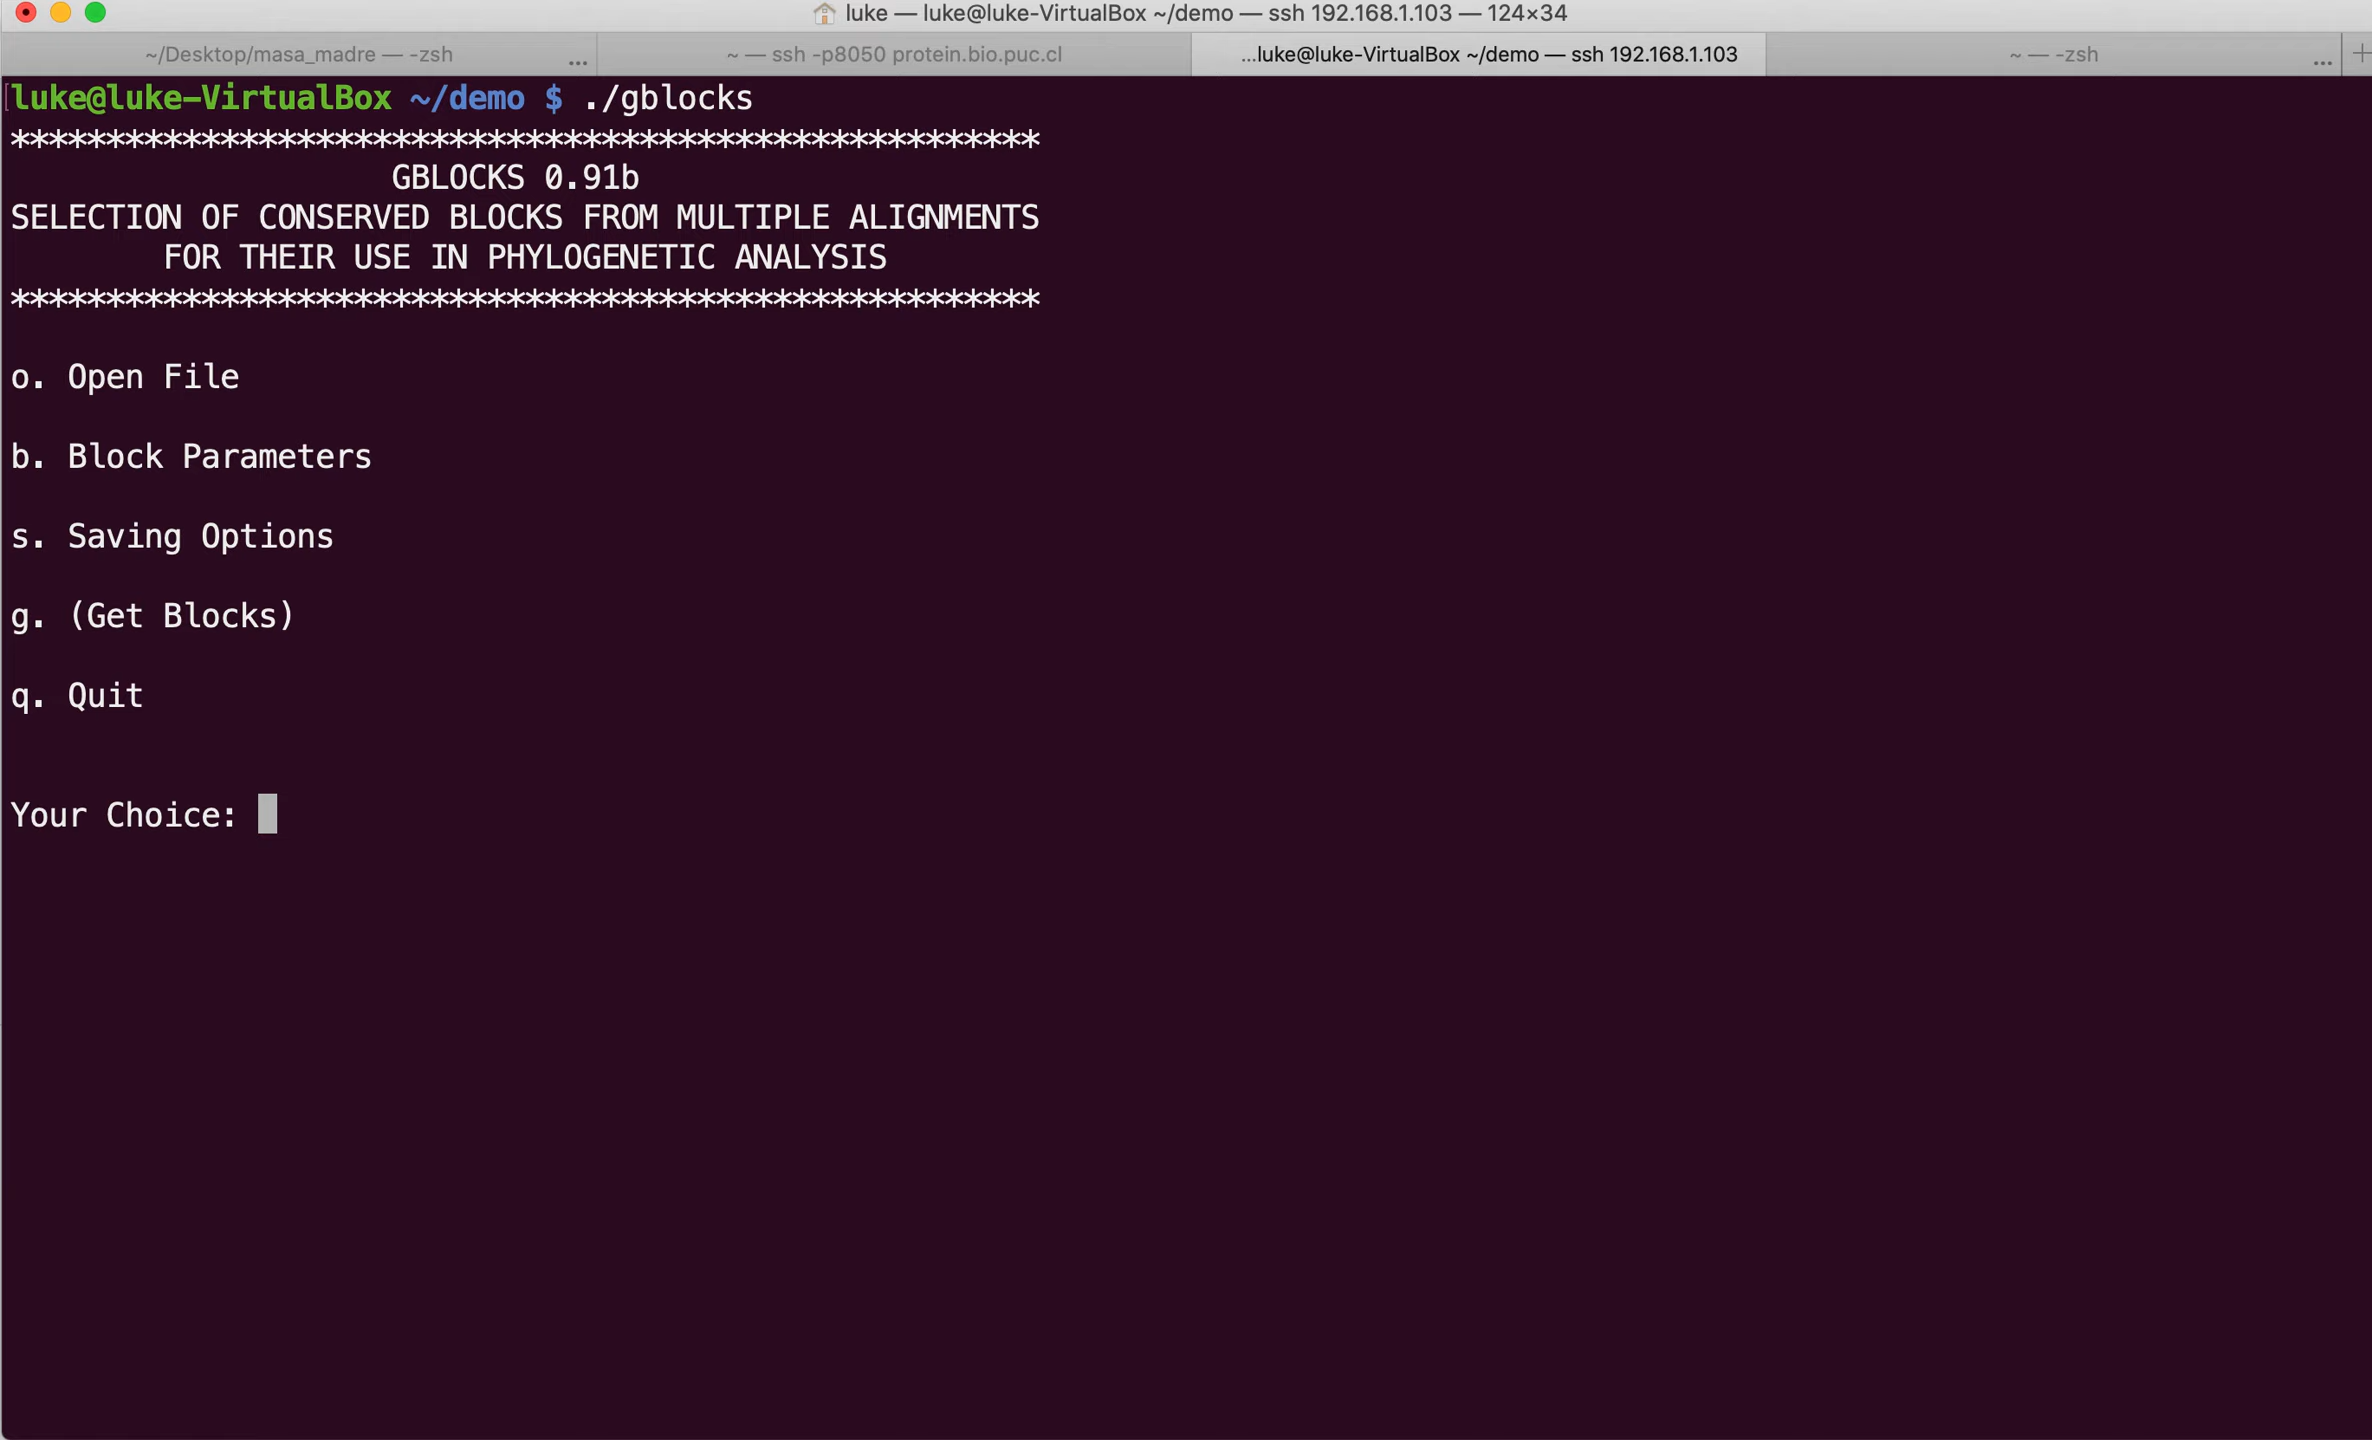 luke — luke@luke-VirtualBox ~/demo — ssh 192.168.1.103 — 124×34
~/Desktop/masa_madre — -zsh ... ~ — ssh -p8050 protein.bio.puc.cl ...luke@luke-VirtualBox ~/demo — ssh 192.168.1.103 ~ — -zsh ... +
[luke@luke-VirtualBox ~/demo $ ./gblocks
******************************************************
GBLOCKS 0.91b
SELECTION OF CONSERVED BLOCKS FROM MULTIPLE ALIGNMENTS
FOR THEIR USE IN PHYLOGENETIC ANALYSIS
******************************************************
o. Open File
b. Block Parameters
s. Saving Options
g. (Get Blocks)
q. Quit
Your Choice: